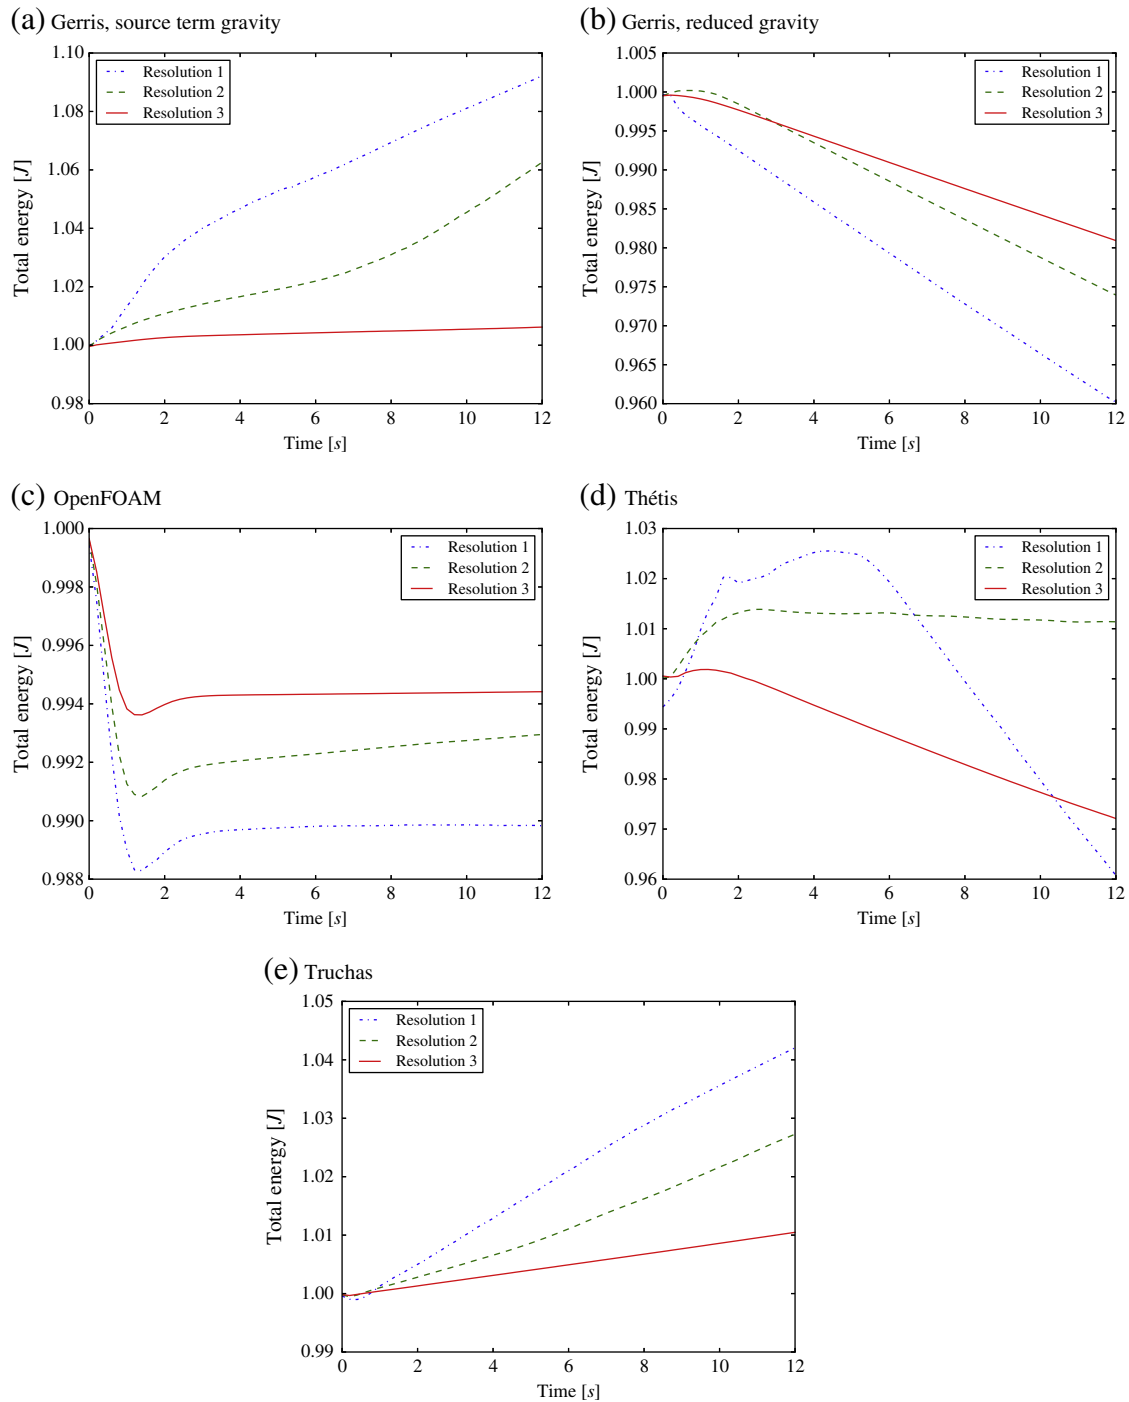 (a) Gerris, source term gravity
1.10
1.08
1.06
1.04
1.02
1.00
0.98
Total energy [J]
Resolution 1
Resolution 2
Resolution 3
0 2 4 6 8 10 12
Time [s]
(b) Gerris, reduced gravity
1.005
1.000
0.995
0.990
0.985
0.980
0.975
0.970
0.965
0.960
Total energy [J]
Resolution 1
Resolution 2
Resolution 3
0 2 4 6 8 10 12
Time [s]
(c) OpenFOAM
1.000
0.998
0.996
0.994
0.992
0.990
0.988
Total energy [J]
Resolution 1
Resolution 2
Resolution 3
0 2 4 6 8 10 12
Time [s]
(d) Thétis
1.03
1.02
1.01
1.00
0.99
0.98
0.97
0.96
Total energy [J]
Resolution 1
Resolution 2
Resolution 3
0 2 4 6 8 10 12
Time [s]
(e) Truchas
1.05
1.04
1.03
1.02
1.01
1.00
0.99
Total energy [J]
Resolution 1
Resolution 2
Resolution 3
0 2 4 6 8 10 12
Time [s]